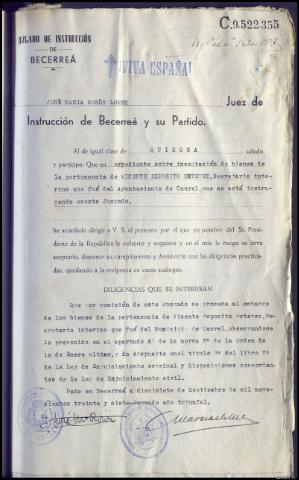 C.9.522.355
JUZGADO DE INSTRUCCIÓN
DE
BECERREÁ
¡VIVA ESPAÑA!
JOSÉ MARIA RONÚN LOPEZ Juez de
Instrucción de Becerreá y su Partido.
Al de igual clase de QUIROGA saludo
y participo: Que en expediente sobre incautación de bienes de
la pertenencia de VICENTE EXPOSITO ESTEVEZ, Secretario inte-
rino que fué del Ayuntamiento de Caurel, que se está ins-
truyendo en este Juzgado,
he acordado dirigir a V. S. el presente por el que en nombre del Sr. Presi-
dente de la República le exhorto y requiero y en el mío le ruego se sirva
aceptarlo, disponer su cumplimiento y devolverlo con las diligencias practica-
das, quedando a la recíproca en casos análogos.
DILIGENCIAS QUE SE INTERESAN
Que por comisión de este Juzgado se proceda al embargo
de los bienes de la pertenencia de Vicente Exposito Estevez, Se-
cretario interino que fué del Municipio de Caurel, observandose
lo prevenido en el apartado d) de la norma 2ª de la Orden de
10 de Enero último, y lo dispuesto en el titulo 9º del libro 2º
de la ley de Enjuiciamiento criminal y disposiciones concordan-
tes de la ley de Enjuiciamiento civil.
Dado en Becerreá a diecisiete de Septiembre de mil nove-
cientos treinta y siete. Segundo año triunfal.